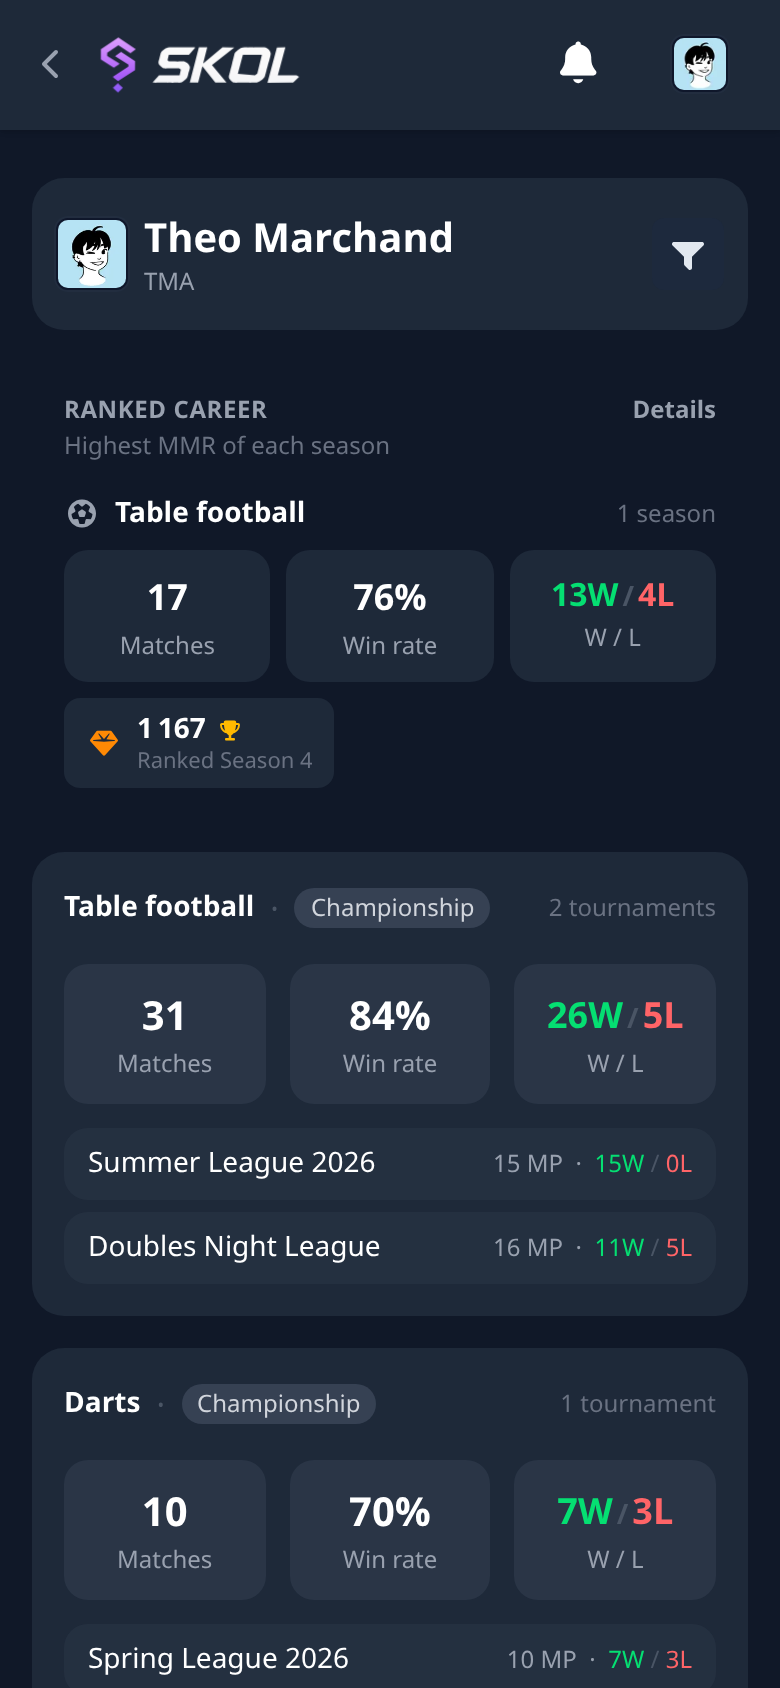 SKOL
Theo Marchand
TMA
RANKED CAREER Details
Highest MMR of each season
Table football 1 season
17 76% 13W / 4L
Matches Win rate W / L
1 167
Ranked Season 4
Table football · Championship 2 tournaments
31 84% 26W / 5L
Matches Win rate W / L
Summer League 2026 15 MP · 15W / 0L
Doubles Night League 16 MP · 11W / 5L
Darts · Championship 1 tournament
10 70% 7W / 3L
Matches Win rate W / L
Spring League 2026 10 MP · 7W / 3L